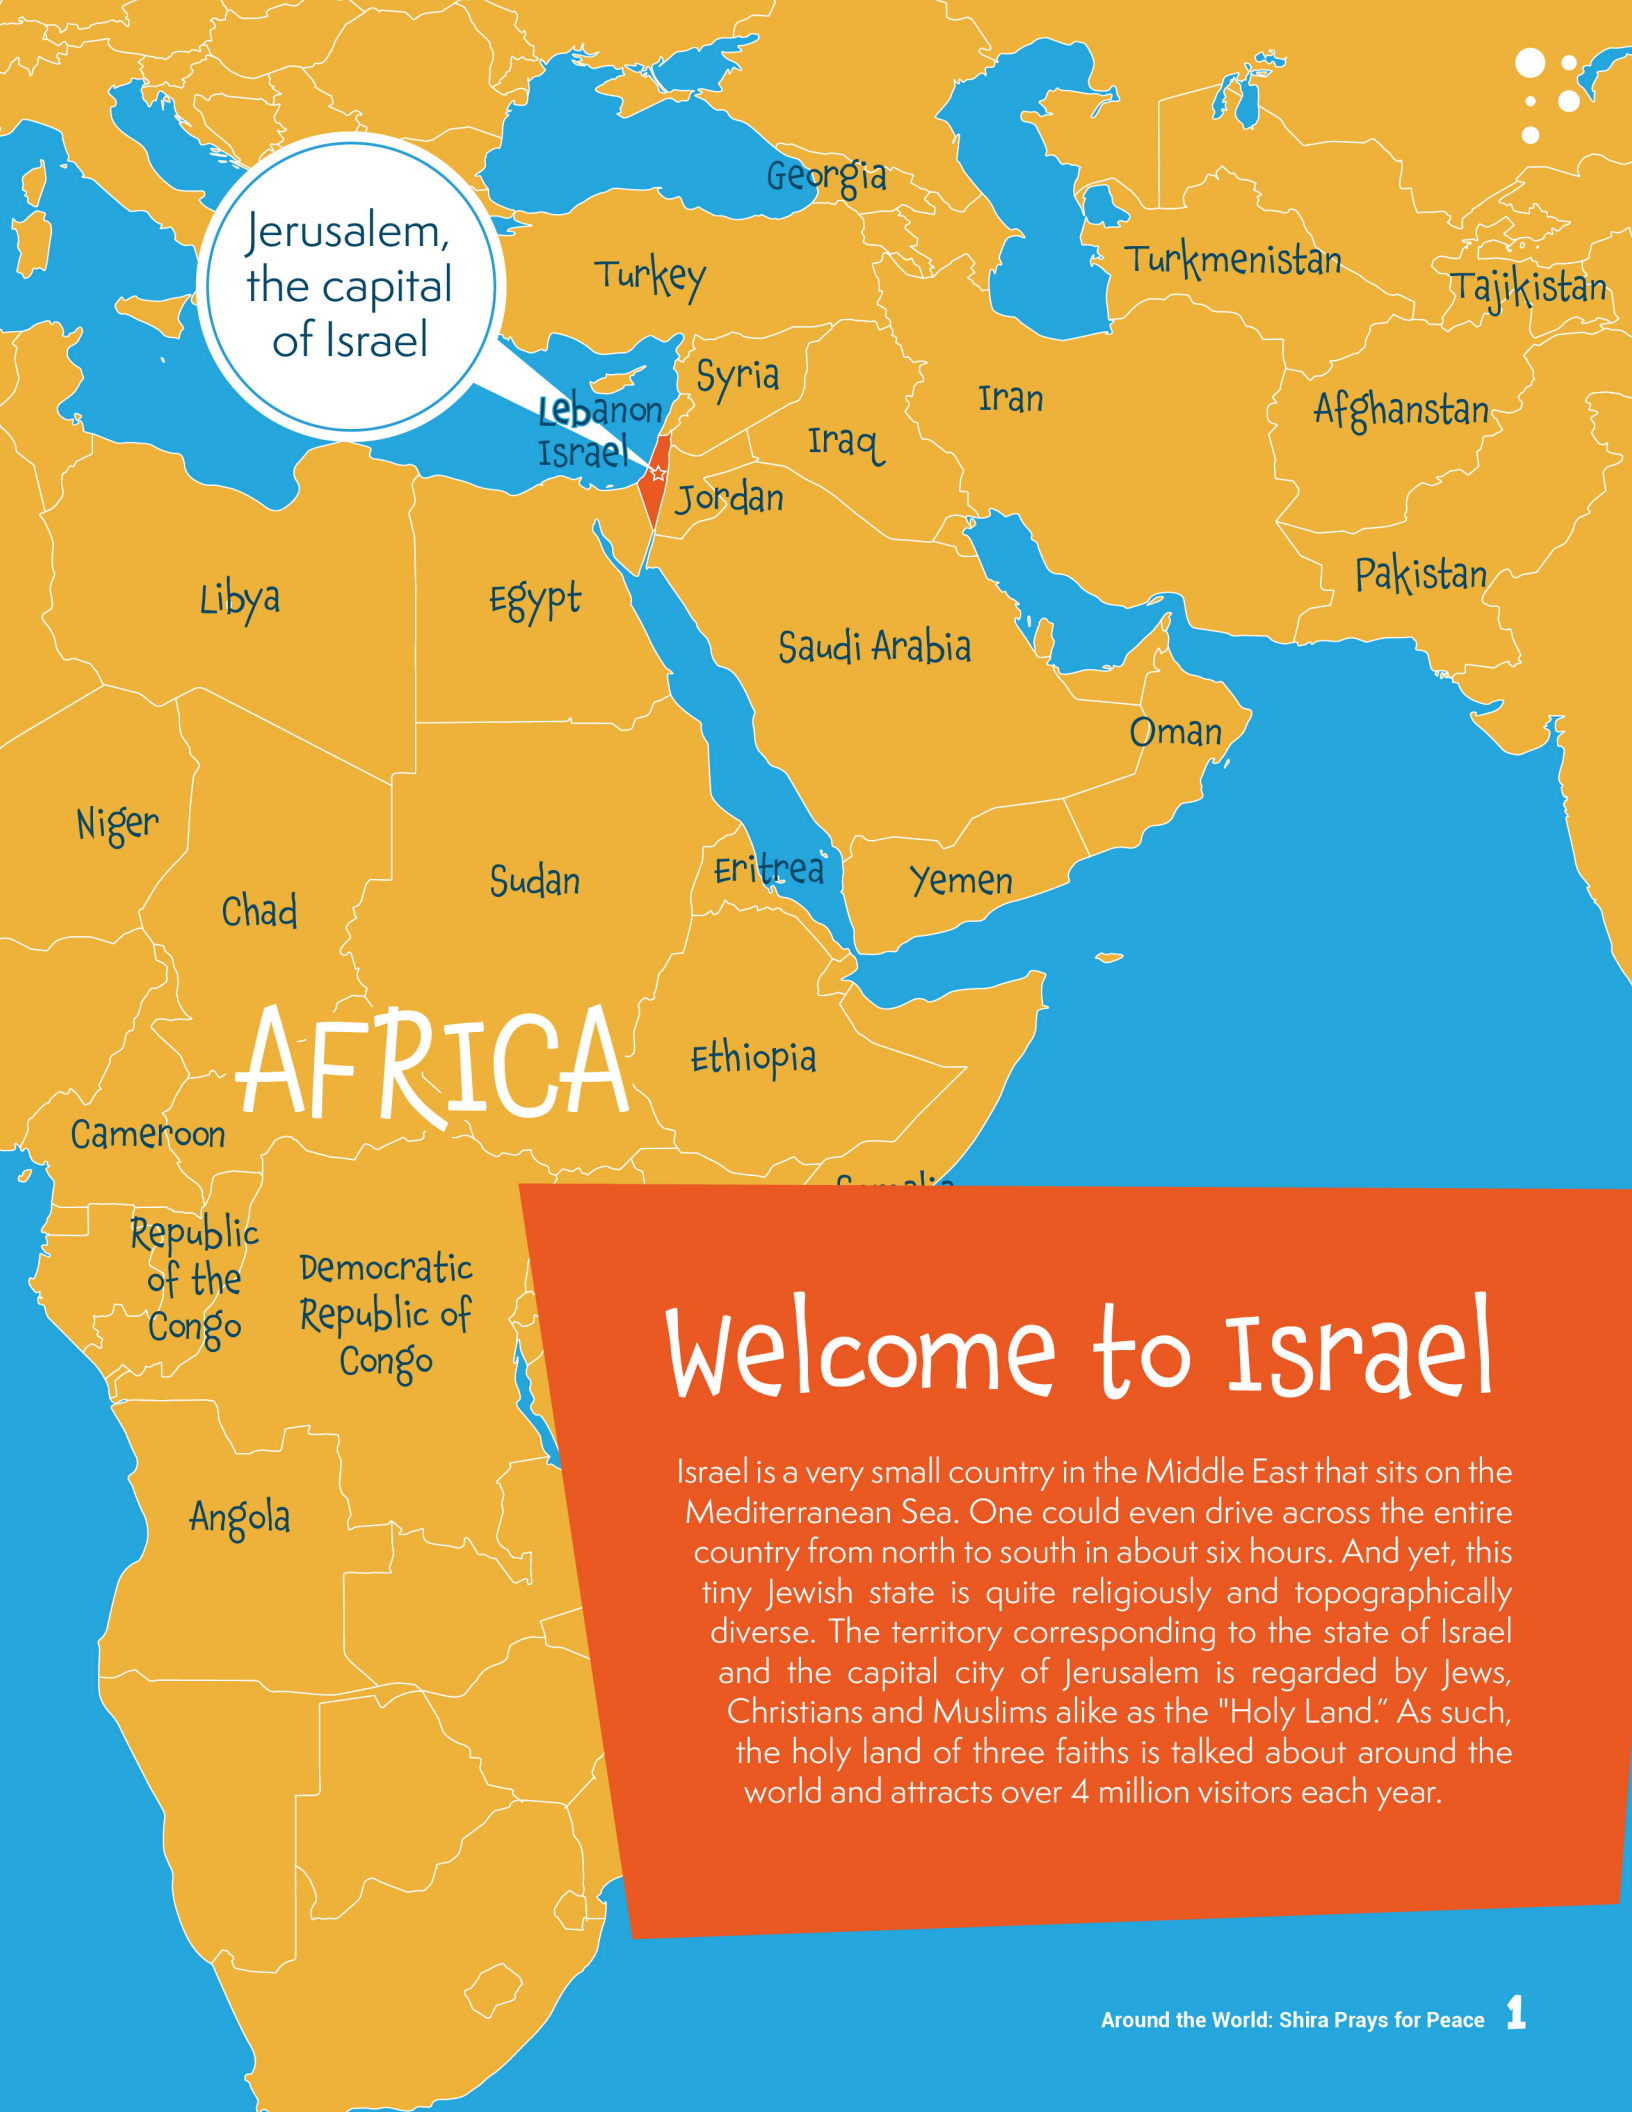 Georgia
Jerusalem,
the capital
of Israel
Turkey
Turkmenistan
Tajikistan
Syria
Iran
Lebanon
Afghanstan
Israel
Iraq
Jordan
Libya
Egypt
Pakistan
Saudi Arabia
Oman
Niger
Chad
Sudan
Eritrea
Yemen
AFRICA
Ethiopia
Cameroon
Somalia
Republic
of the
Congo
Democratic
Republic of
Congo
Angola
Welcome to Israel
Israel is a very small country in the Middle East that sits on the
Mediterranean Sea. One could even drive across the entire
country from north to south in about six hours. And yet, this
tiny Jewish state is quite religiously and topographically
diverse. The territory corresponding to the state of Israel
and the capital city of Jerusalem is regarded by Jews,
Christians and Muslims alike as the "Holy Land.” As such,
the holy land of three faiths is talked about around the
world and attracts over 4 million visitors each year.
Around the World: Shira Prays for Peace 1